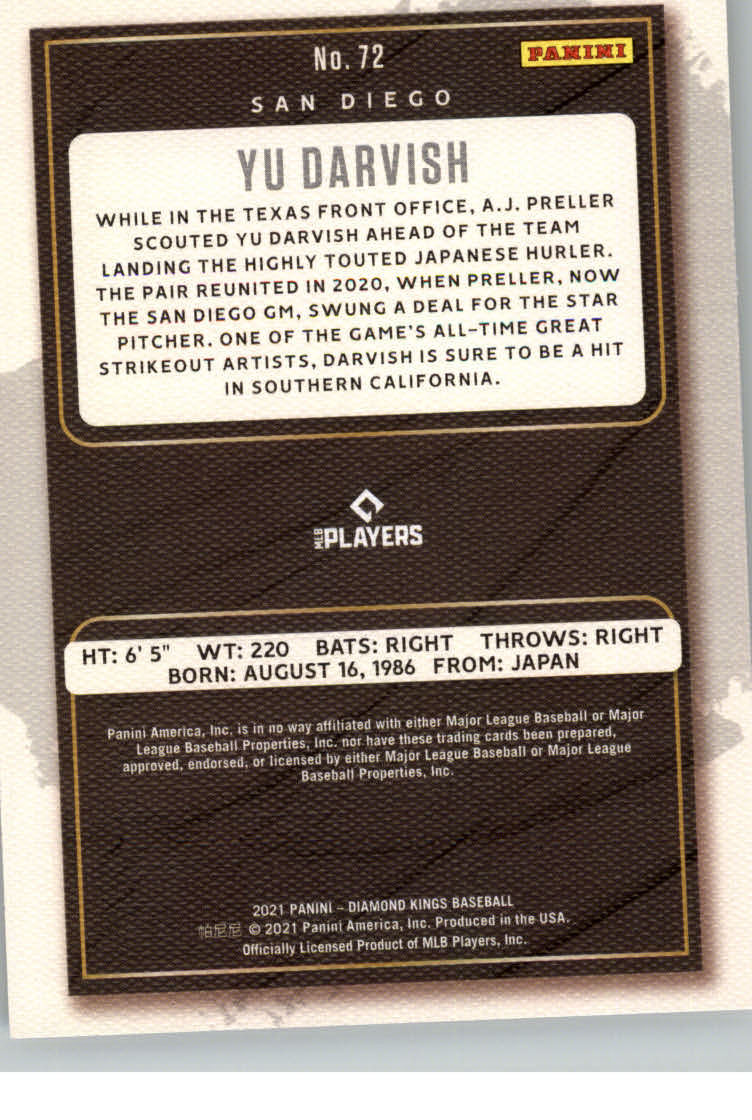 No. 72
PANINI
SAN DIEGO
YU DARVISH
WHILE IN THE TEXAS FRONT OFFICE, A.J. PRELLER
SCOUTED YU DARVISH AHEAD OF THE TEAM
LANDING THE HIGHLY TOUTED JAPANESE HURLER.
THE PAIR REUNITED IN 2020, WHEN PRELLER, NOW
THE SAN DIEGO GM, SWUNG A DEAL FOR THE STAR
PITCHER. ONE OF THE GAME'S ALL-TIME GREAT
STRIKEOUT ARTISTS, DARVISH IS SURE TO BE A HIT
IN SOUTHERN CALIFORNIA.
MLB PLAYERS
HT: 6' 5" WT: 220 BATS: RIGHT THROWS: RIGHT
BORN: AUGUST 16, 1986 FROM: JAPAN
Panini America, Inc. is in no way affiliated with either Major League Baseball or Major
League Baseball Properties, Inc. nor have these trading cards been prepared,
approved, endorsed, or licensed by either Major League Baseball or Major League
Baseball Properties, Inc.
2021 PANINI – DIAMOND KINGS BASEBALL
© 2021 Panini America, Inc. Produced in the USA.
Officially Licensed Product of MLB Players, Inc.